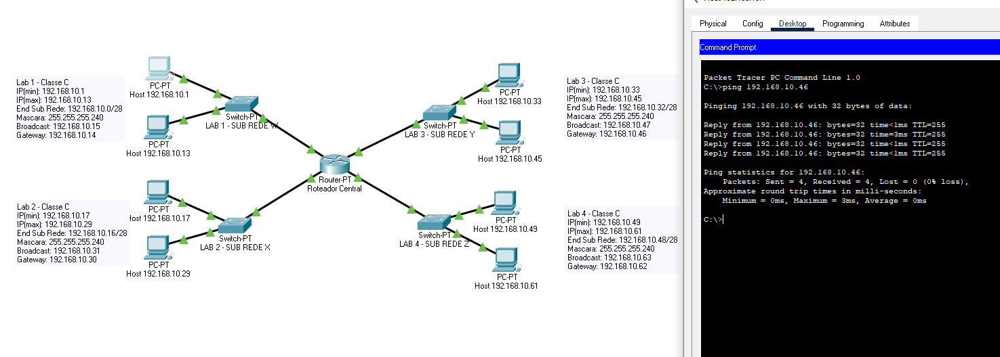 Physical Config Desktop Programming Attributes
Command Prompt
Packet Tracer PC Command Line 1.0
C:\>ping 192.168.10.46
Pinging 192.168.10.46 with 32 bytes of data:
Reply from 192.168.10.46: bytes=32 time<1ms TTL=255
Reply from 192.168.10.46: bytes=32 time=3ms TTL=255
Reply from 192.168.10.46: bytes=32 time<1ms TTL=255
Reply from 192.168.10.46: bytes=32 time<1ms TTL=255
Ping statistics for 192.168.10.46:
Packets: Sent = 4, Received = 4, Lost = 0 (0% loss),
Approximate round trip times in milli-seconds:
Minimum = 0ms, Maximum = 3ms, Average = 0ms
C:\>
Lab 1 - Classe C
IP(min): 192.168.10.1
IP(max): 192.168.10.13
End Sub Rede: 192.168.10.0/28
Mascara: 255.255.255.240
Broadcast: 192.168.10.15
Gateway: 192.168.10.14
PC-PT
Host 192.168.10.1
Switch-PT
LAB 1 - SUB REDE W
PC-PT
Host 192.168.10.13
Lab 2 - Classe C
IP(min): 192.168.10.17
IP(max): 192.168.10.29
End Sub Rede: 192.168.10.16/28
Mascara: 255.255.255.240
Broadcast: 192.168.10.31
Gateway: 192.168.10.30
PC-PT
Host 192.168.10.17
Switch-PT
LAB 2 - SUB REDE X
PC-PT
Host 192.168.10.29
Router-PT
Roteador Central
PC-PT
Host 192.168.10.33
Switch-PT
LAB 3 - SUB REDE Y
PC-PT
Host 192.168.10.45
Lab 3 - Classe C
IP(min): 192.168.10.33
IP(max): 192.168.10.45
End Sub Rede: 192.168.10.32/28
Mascara: 255.255.255.240
Broadcast: 192.168.10.47
Gateway: 192.168.10.46
PC-PT
Host 192.168.10.49
Switch-PT
LAB 4 - SUB REDE Z
PC-PT
Host 192.168.10.61
Lab 4 - Classe C
IP(min): 192.168.10.49
IP(max): 192.168.10.61
End Sub Rede: 192.168.10.48/28
Mascara: 255.255.255.240
Broadcast: 192.168.10.63
Gateway: 192.168.10.62